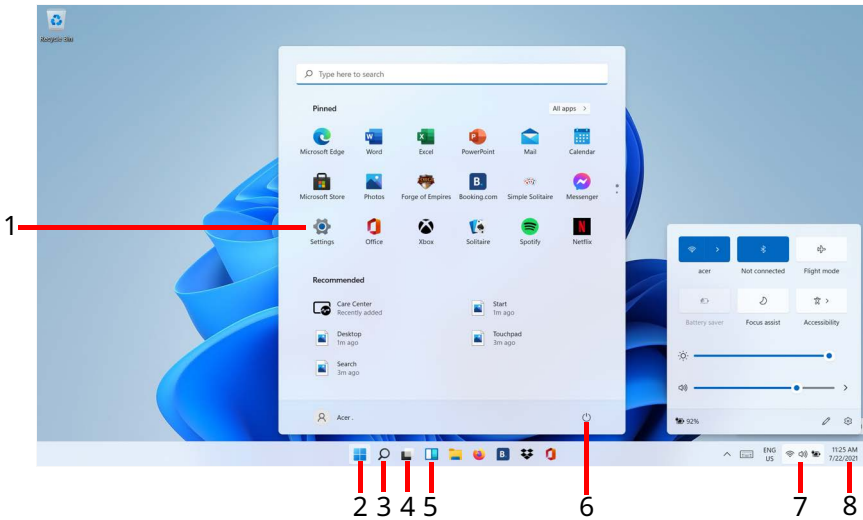 Recycle Bin
Type here to search
Pinned
All apps >
Microsoft Edge
Word
Excel
PowerPoint
Mail
Calendar
Microsoft Store
Photos
Forge of Empires
Booking.com
Simple Solitaire
Messenger
1
Settings
Office
Xbox
Solitaire
Spotify
Netflix
acer
Not connected
Flight mode
Recommended
Care Center
Recently added
Start
1m ago
Battery saver
Focus assist
Accessibility
Desktop
1m ago
Touchpad
3m ago
Search
3m ago
Acer .
92%
ENG
US
11:25 AM
7/22/2021
2 3 4 5 6 7 8